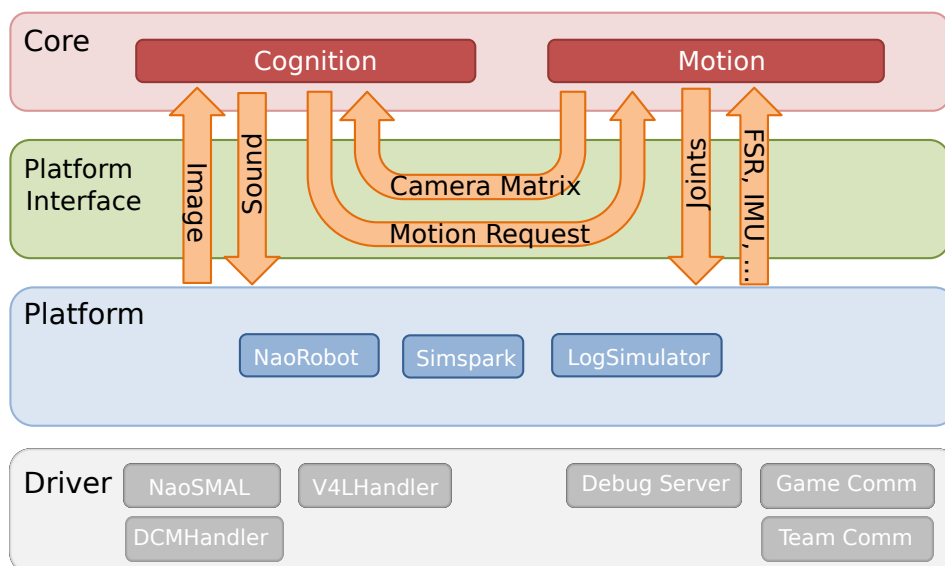 Core
Cognition
Motion
Platform
Interface
Image
Sound
Camera Matrix
Motion Request
Joints
FSR, IMU, ...
Platform
NaoRobot
Simspark
LogSimulator
Driver
NaoSMAL
V4LHandler
Debug Server
Game Comm
DCMHandler
Team Comm